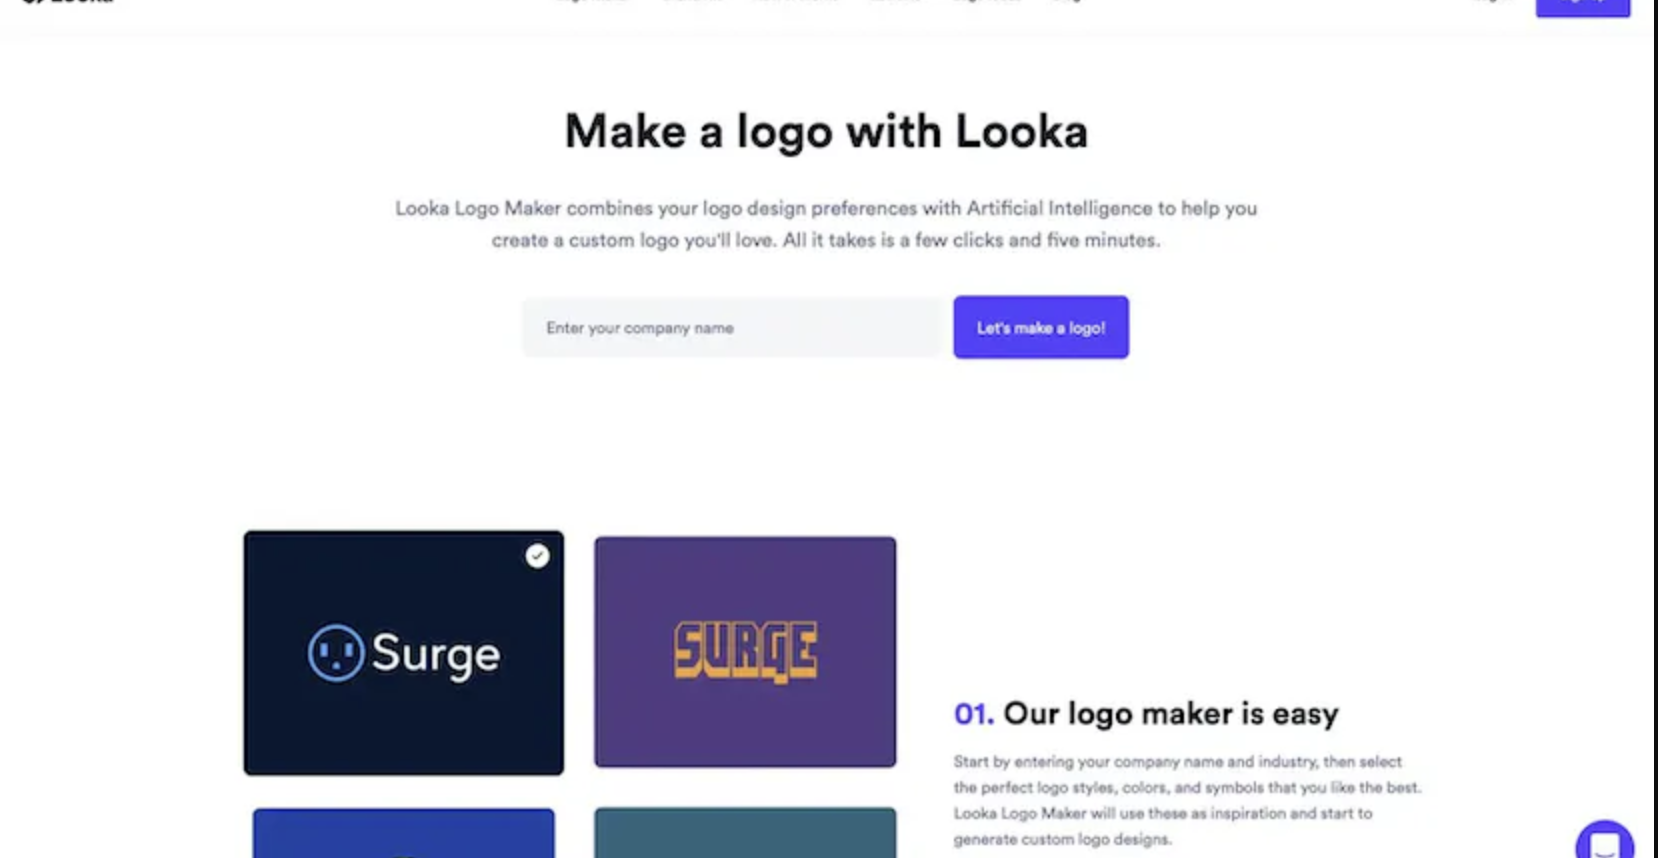 Make a logo with Looka
Looka Logo Maker combines your logo design preferences with Artificial Intelligence to help you
create a custom logo you'll love. All it takes is a few clicks and five minutes.
Enter your company name
Let's make a logo!
Surge
SURGE
01. Our logo maker is easy
Start by entering your company name and industry, then select
the perfect logo styles, colors, and symbols that you like the best.
Looka Logo Maker will use these as inspiration and start to
generate custom logo designs.